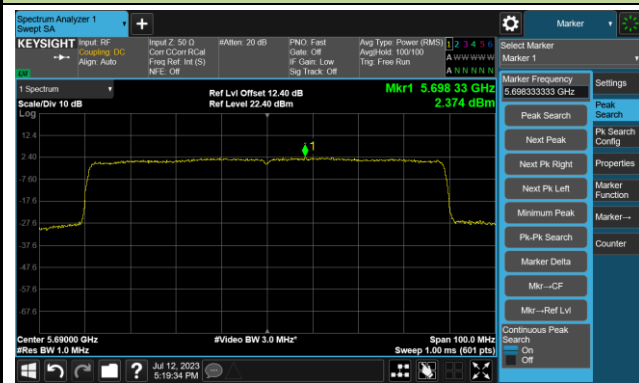 Spectrum Analyzer 1
Swept SA
+
Marker
KEYSIGHT
Input: RF
Coupling: DC
Align: Auto
Input Z: 50 Ω
Corr CCorr RCal
Freq Ref: Int (S)
NFE: Off
#Atten: 20 dB
PNO: Fast
Gate: Off
IF Gain: Low
Sig Track: Off
Avg Type: Power (RMS)
Avg|Hold: 100/100
Trig: Free Run
1 2 3 4 5 6
A W W W W W
A N N N N N
LXI
Select Marker
Marker 1
1 Spectrum
Scale/Div 10 dB
Log
Ref Lvl Offset 12.40 dB
Ref Level 22.40 dBm
Mkr1 5.698 33 GHz
2.374 dBm
12.4
2.40
-7.60
-17.6
-27.6
-37.6
-47.6
-57.6
-67.6
1
Center 5.69000 GHz
#Res BW 1.0 MHz
#Video BW 3.0 MHz*
Span 100.0 MHz
Sweep 1.00 ms (601 pts)
Marker Frequency
5.698333333 GHz
Peak Search
Next Peak
Next Pk Right
Next Pk Left
Minimum Peak
Pk-Pk Search
Marker Delta
Mkr→CF
Mkr→Ref Lvl
Continuous Peak
Search
On
Off
Settings
Peak
Search
Pk Search
Config
Properties
Marker
Function
Marker→
Counter
?
Jul 12, 2023
5:19:34 PM